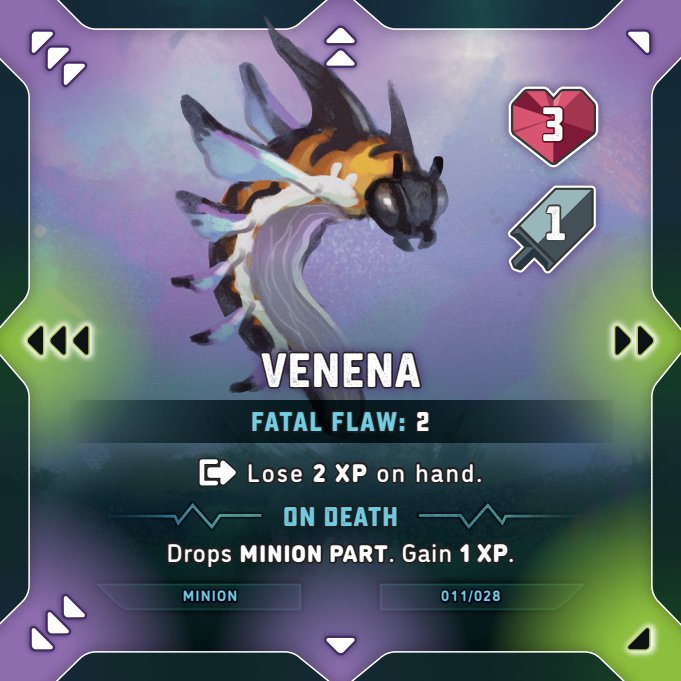 3
1
VENENA
FATAL FLAW: 2
Lose 2 XP on hand.
ON DEATH
Drops MINION PART. Gain 1 XP.
MINION 011/028